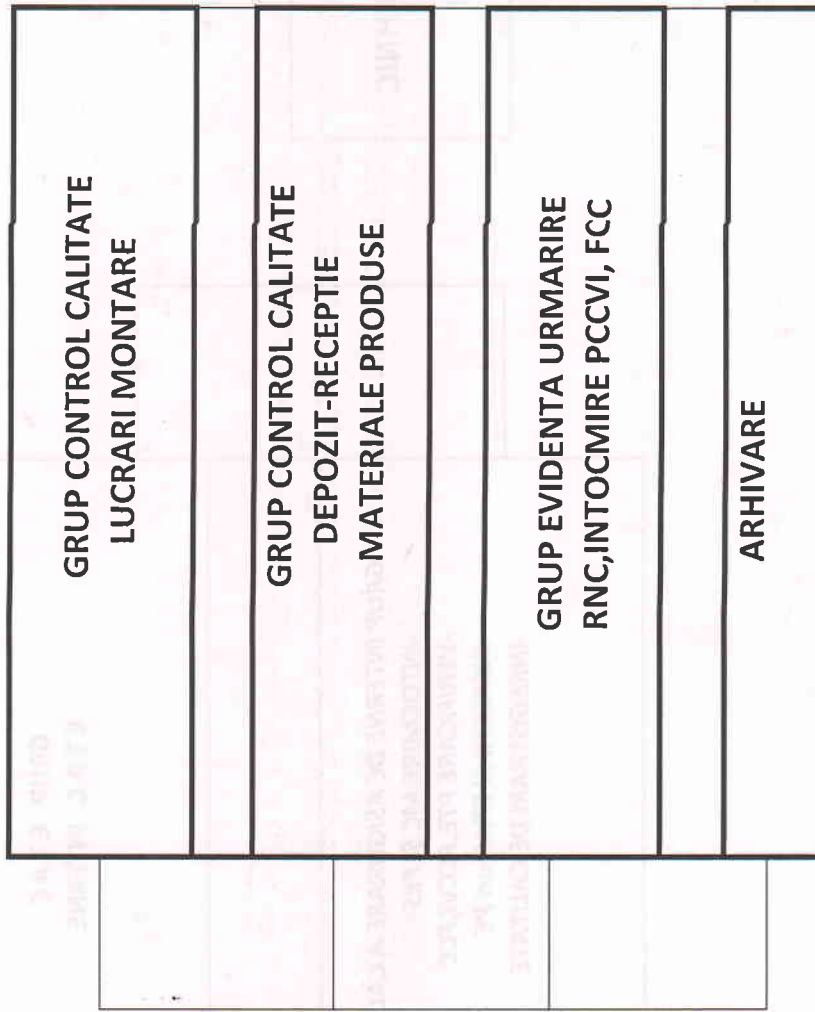 GRUP CONTROL CALITATE
LUCRARI MONTARE
GRUP CONTROL CALITATE
DEPOZIT-RECEPTIE
MATERIALE PRODUSE
GRUP EVIDENTA URMARIRE
RNC,INTOCMIRE PCCVI, FCC
ARHIVARE